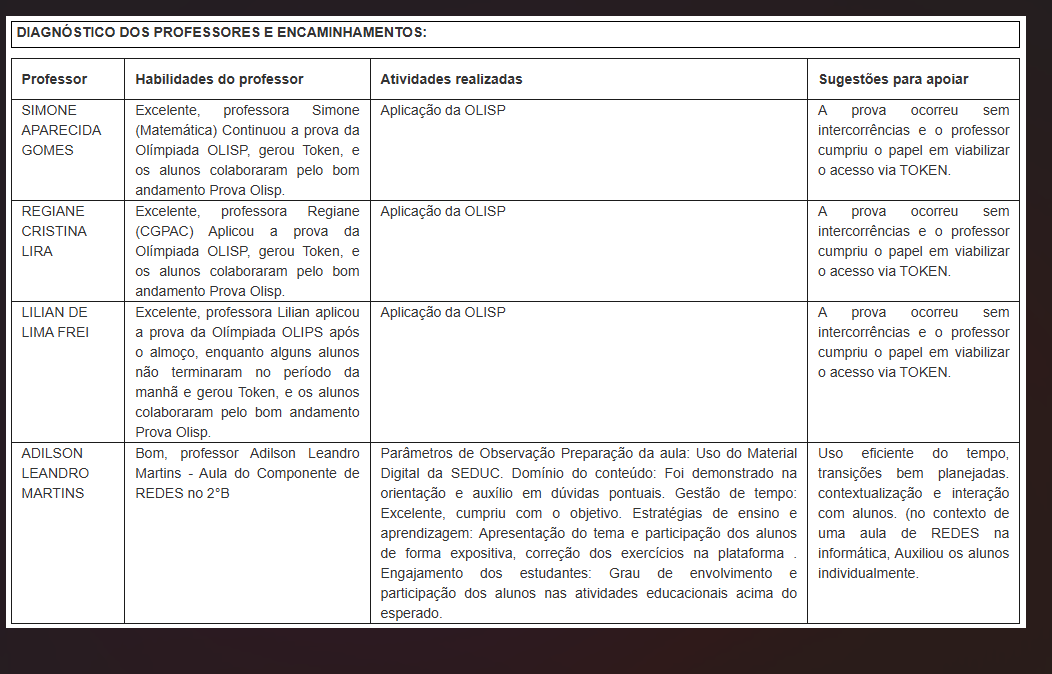 DIAGNÓSTICO DOS PROFESSORES E ENCAMINHAMENTOS:
Professor
Habilidades do professor
Atividades realizadas
Sugestões para apoiar
SIMONE
APARECIDA
GOMES
Excelente, professora Simone
(Matemática) Continuou a prova da
Olímpiada OLISP, gerou Token, e
os alunos colaboraram pelo bom
andamento Prova Olisp.
Aplicação da OLISP
A prova ocorreu sem
intercorrências e o professor
cumpriu o papel em viabilizar
o acesso via TOKEN.
REGIANE
CRISTINA
LIRA
Excelente, professora Regiane
(CGPAC) Aplicou a prova da
Olímpiada OLISP, gerou Token, e
os alunos colaboraram pelo bom
andamento Prova Olisp.
Aplicação da OLISP
A prova ocorreu sem
intercorrências e o professor
cumpriu o papel em viabilizar
o acesso via TOKEN.
LILIAN DE
LIMA FREI
Excelente, professora Lilian aplicou
a prova da Olímpiada OLIPS após
o almoço, enquanto alguns alunos
não terminaram no período da
manhã e gerou Token, e os alunos
colaboraram pelo bom andamento
Prova Olisp.
Aplicação da OLISP
A prova ocorreu sem
intercorrências e o professor
cumpriu o papel em viabilizar
o acesso via TOKEN.
ADILSON
LEANDRO
MARTINS
Bom, professor Adilson Leandro
Martins - Aula do Componente de
REDES no 2°B
Parâmetros de Observação Preparação da aula: Uso do Material
Digital da SEDUC. Domínio do conteúdo: Foi demonstrado na
orientação e auxílio em dúvidas pontuais. Gestão de tempo:
Excelente, cumpriu com o objetivo. Estratégias de ensino e
aprendizagem: Apresentação do tema e participação dos alunos
de forma expositiva, correção dos exercícios na plataforma .
Engajamento dos estudantes: Grau de envolvimento e
participação dos alunos nas atividades educacionais acima do
esperado.
Uso eficiente do tempo,
transições bem planejadas.
contextualização e interação
com alunos. (no contexto de
uma aula de REDES na
informática, Auxiliou os alunos
individualmente.